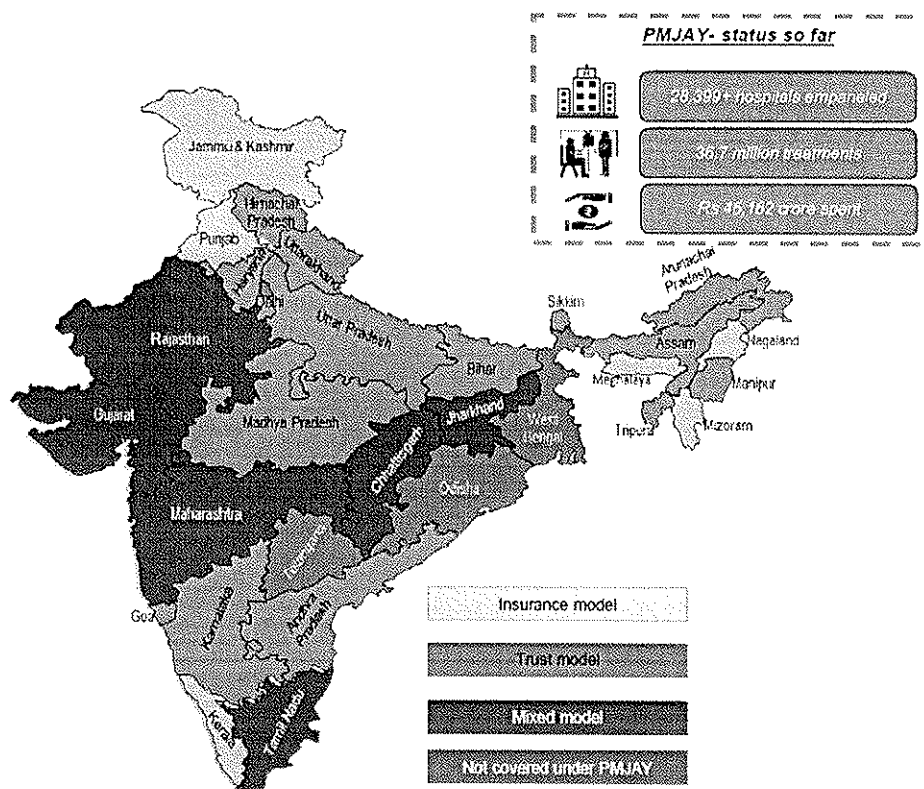 PMJAY- status so far
28,399+ hospitals empaneled
36.7 million treatments
Rs 45,162 crore spent
Jammu & Kashmir
Himachal
Pradesh
Punjab
Uttarakhand
Haryana
Delhi
Arunachal
Pradesh
Sikkim
Rajasthan
Uttar Pradesh
Assam
Nagaland
Bihar
Meghalaya
Manipur
Gujarat
Madhya Pradesh
Jharkhand
West
Bengal
Tripura
Mizoram
Chhattisgarh
Odisha
Maharashtra
Telangana
Goa
Karnataka
Andhra
Pradesh
Kerala
Tamil Nadu
Insurance model
Trust model
Mixed model
Not covered under PMJAY